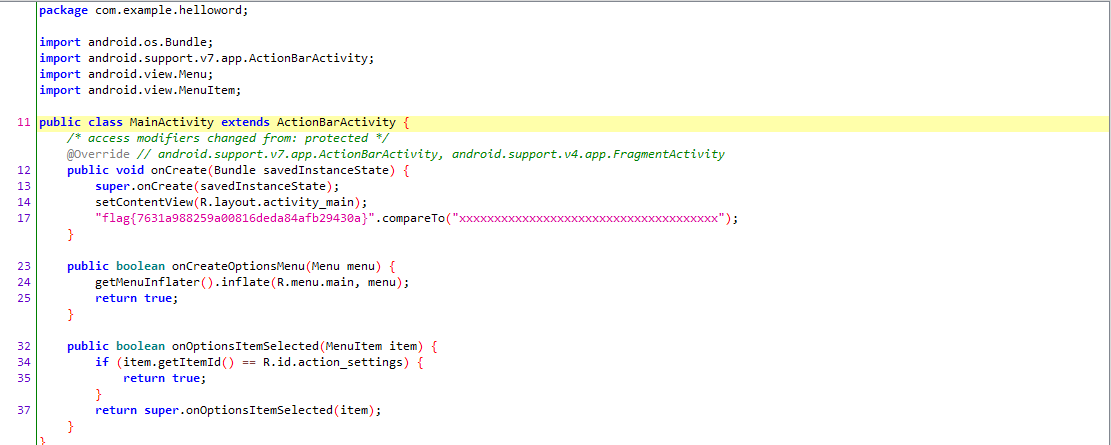 package com.example.helloword;
import android.os.Bundle;
import android.support.v7.app.ActionBarActivity;
import android.view.Menu;
import android.view.MenuItem;
11 public class MainActivity extends ActionBarActivity {
/* access modifiers changed from: protected */
@Override // android.support.v7.app.ActionBarActivity, android.support.v4.app.FragmentActivity
12 public void onCreate(Bundle savedInstanceState) {
13 super.onCreate(savedInstanceState);
14 setContentView(R.layout.activity_main);
17 "flag{7631a988259a00816deda84afb29430a}".compareTo("xxxxxxxxxxxxxxxxxxxxxxxxxxxxxxxxxxxxx");
}
23 public boolean onCreateOptionsMenu(Menu menu) {
24 getMenuInflater().inflate(R.menu.main, menu);
25 return true;
}
32 public boolean onOptionsItemSelected(MenuItem item) {
34 if (item.getItemId() == R.id.action_settings) {
35 return true;
}
37 return super.onOptionsItemSelected(item);
}
}